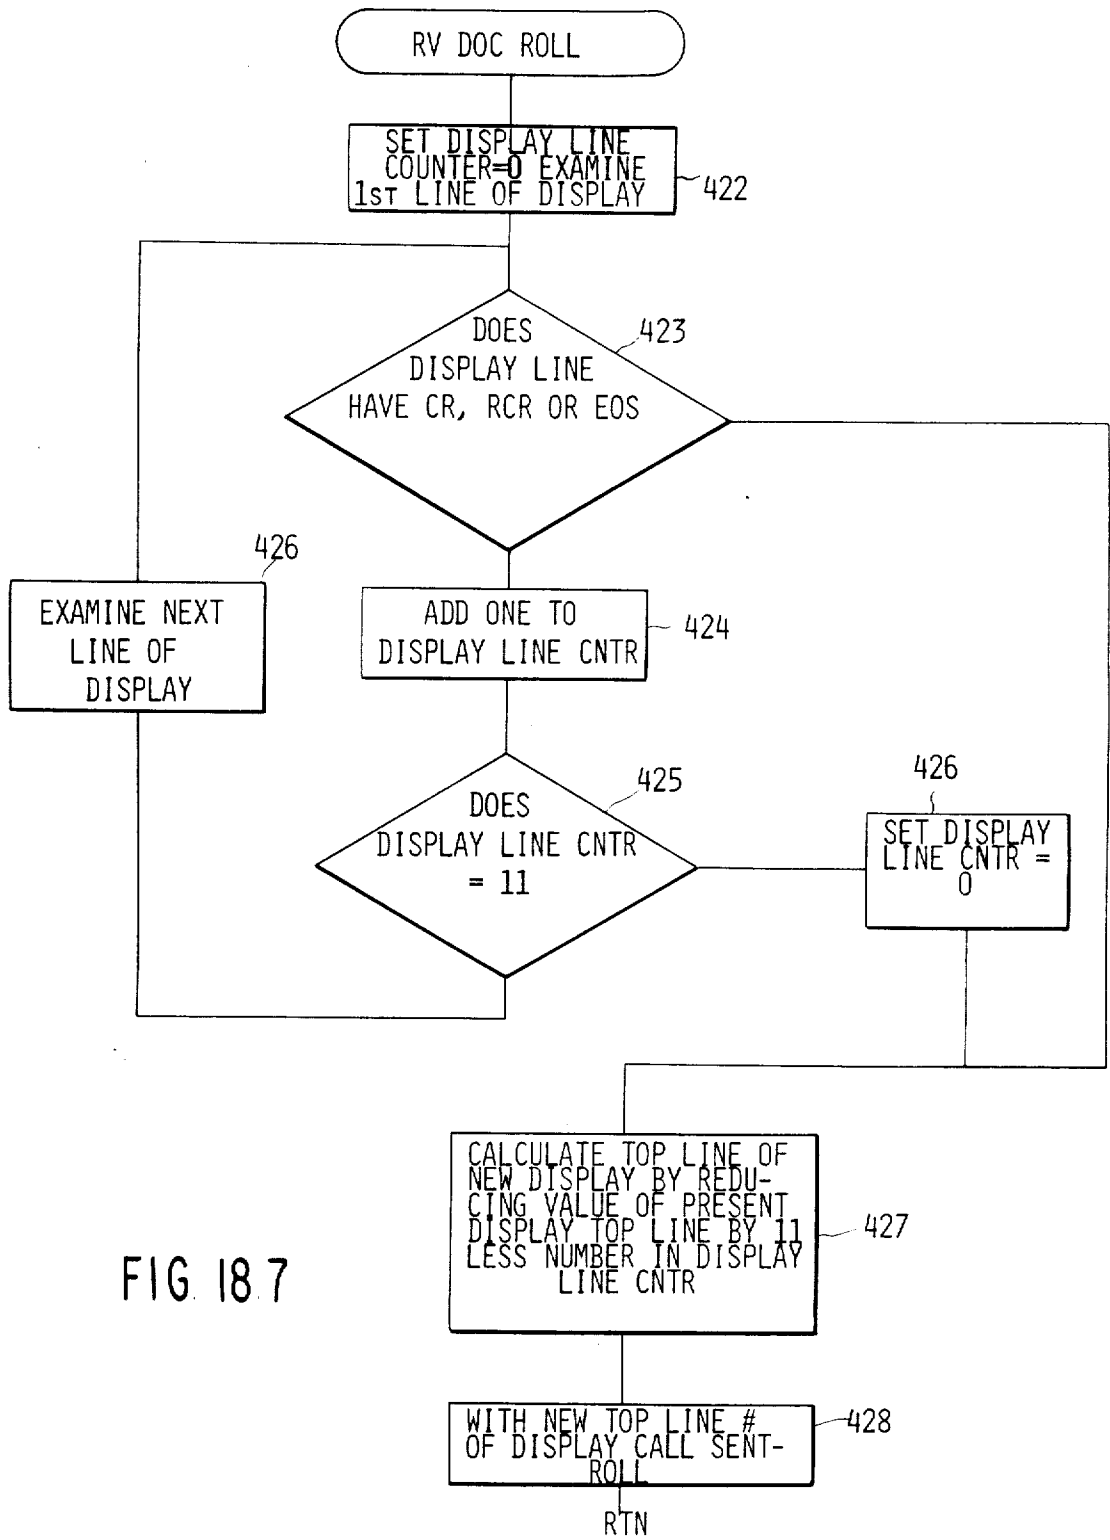 RV DOC ROLL
SET DISPLAY LINE
COUNTER=0 EXAMINE
1ST LINE OF DISPLAY
422
DOES
DISPLAY LINE
HAVE CR, RCR OR EOS
423
426
EXAMINE NEXT
LINE OF
DISPLAY
ADD ONE TO
DISPLAY LINE CNTR
424
DOES
DISPLAY LINE CNTR
= 11
425
426
SET DISPLAY
LINE CNTR =
0
CALCULATE TOP LINE OF
NEW DISPLAY BY REDU-
CING VALUE OF PRESENT
DISPLAY TOP LINE BY 11
LESS NUMBER IN DISPLAY
LINE CNTR
427
FIG. 18.7
WITH NEW TOP LINE #
OF DISPLAY CALL SENT-
ROLL
428
RTN